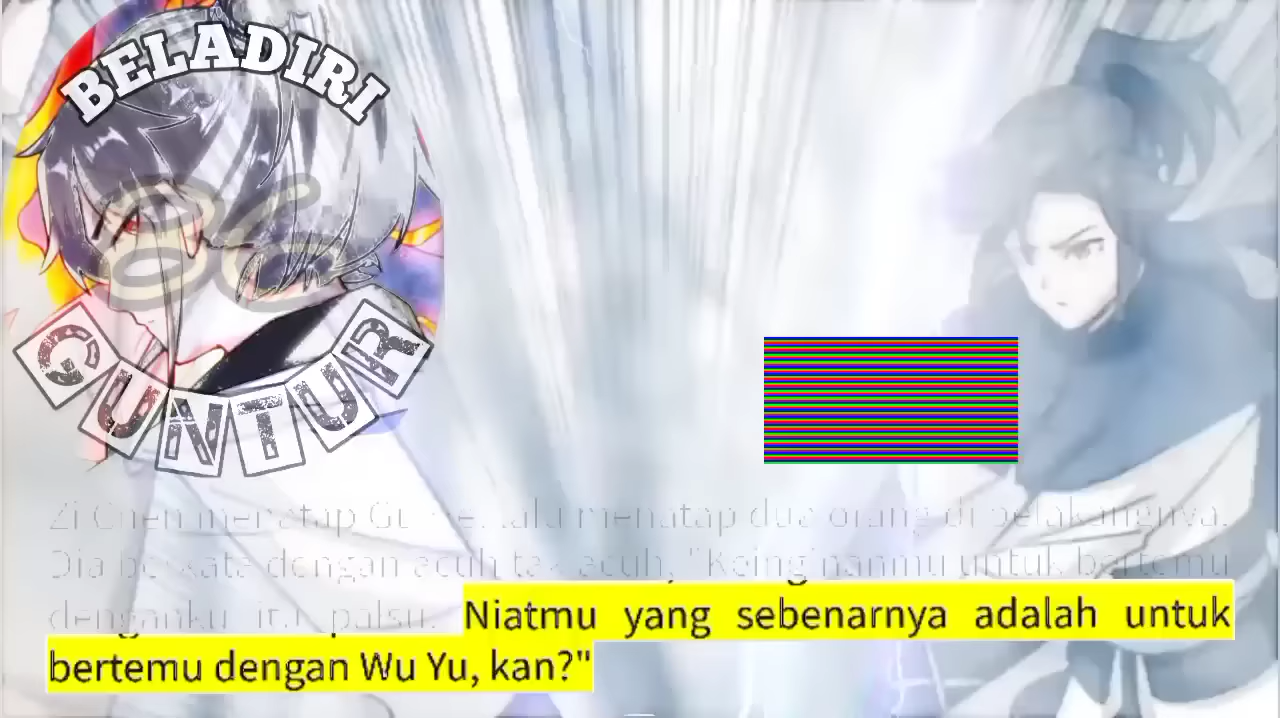 BELADIRI
GUNTUR
Zi Chen menatap lalu menatap dua orang di belakangnya.
Dia berkata dengan acuh tak acuh, "Keinginanmu untuk bertemu
denganku itu palsu. Niatmu yang sebenarnya adalah untuk
bertemu dengan Wu Yu, kan?"